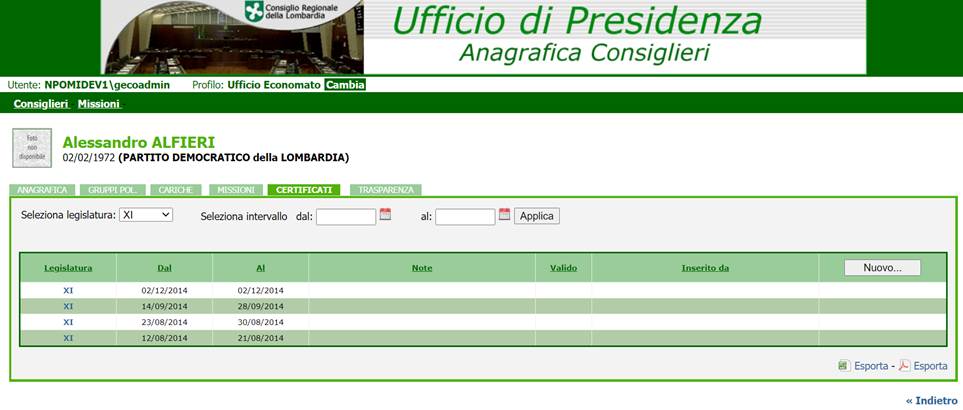 Consiglio Regionale
della Lombardia
Ufficio di Presidenza
Anagrafica Consiglieri
Utente: NPOMIDEV1\gecoadmin Profilo: Ufficio Economato Cambia
Consiglieri Missioni
Foto
non
disponibile
Alessandro ALFIERI
02/02/1972 (PARTITO DEMOCRATICO della LOMBARDIA)
ANAGRAFICA GRUPPI POL. CARICHE MISSIONI CERTIFICATI TRASPARENZA
Seleziona legislatura: XI Seleziona intervallo dal: al: Applica
Legislatura Dal Al Note Valido Inserito da Nuovo...
XI 02/12/2014 02/12/2014
XI 14/09/2014 28/09/2014
XI 23/08/2014 30/08/2014
XI 12/08/2014 21/08/2014
Esporta - Esporta
« Indietro